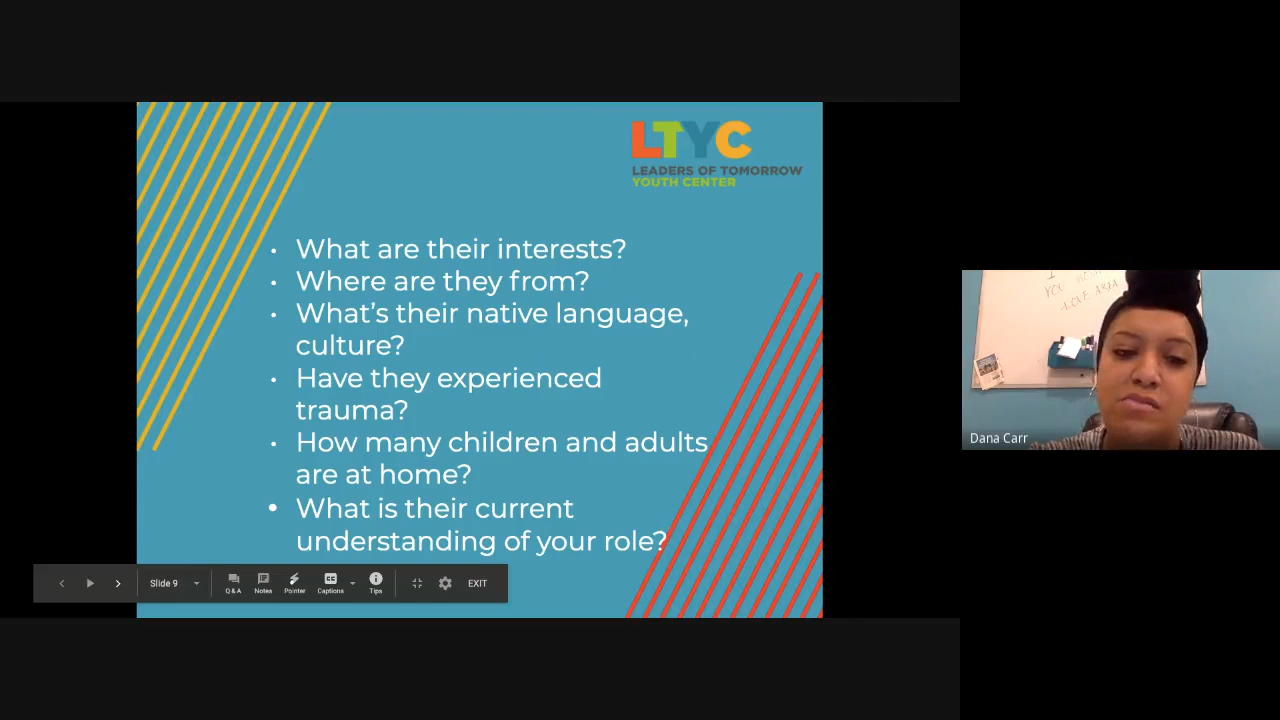 LTYC
LEADERS OF TOMORROW
YOUTH CENTER
• What are their interests?
• Where are they from?
• What's their native language,
culture?
• Have they experienced
trauma?
• How many children and adults
are at home?
• What is their current
understanding of your role?
Slide 9
Q & A
Notes
Pointer
Captions
Tips
EXIT
Dana Carr